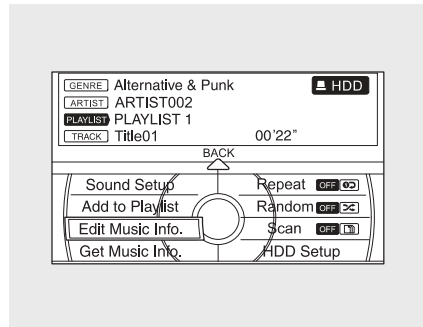 GENRE Alternative & Punk HDD
ARTIST ARTIST002
PLAYLIST PLAYLIST 1
TRACK Title01 00'22"
BACK
Sound Setup Repeat OFF
Add to Playlist Random OFF
Edit Music Info. Scan OFF
Get Music Info. HDD Setup